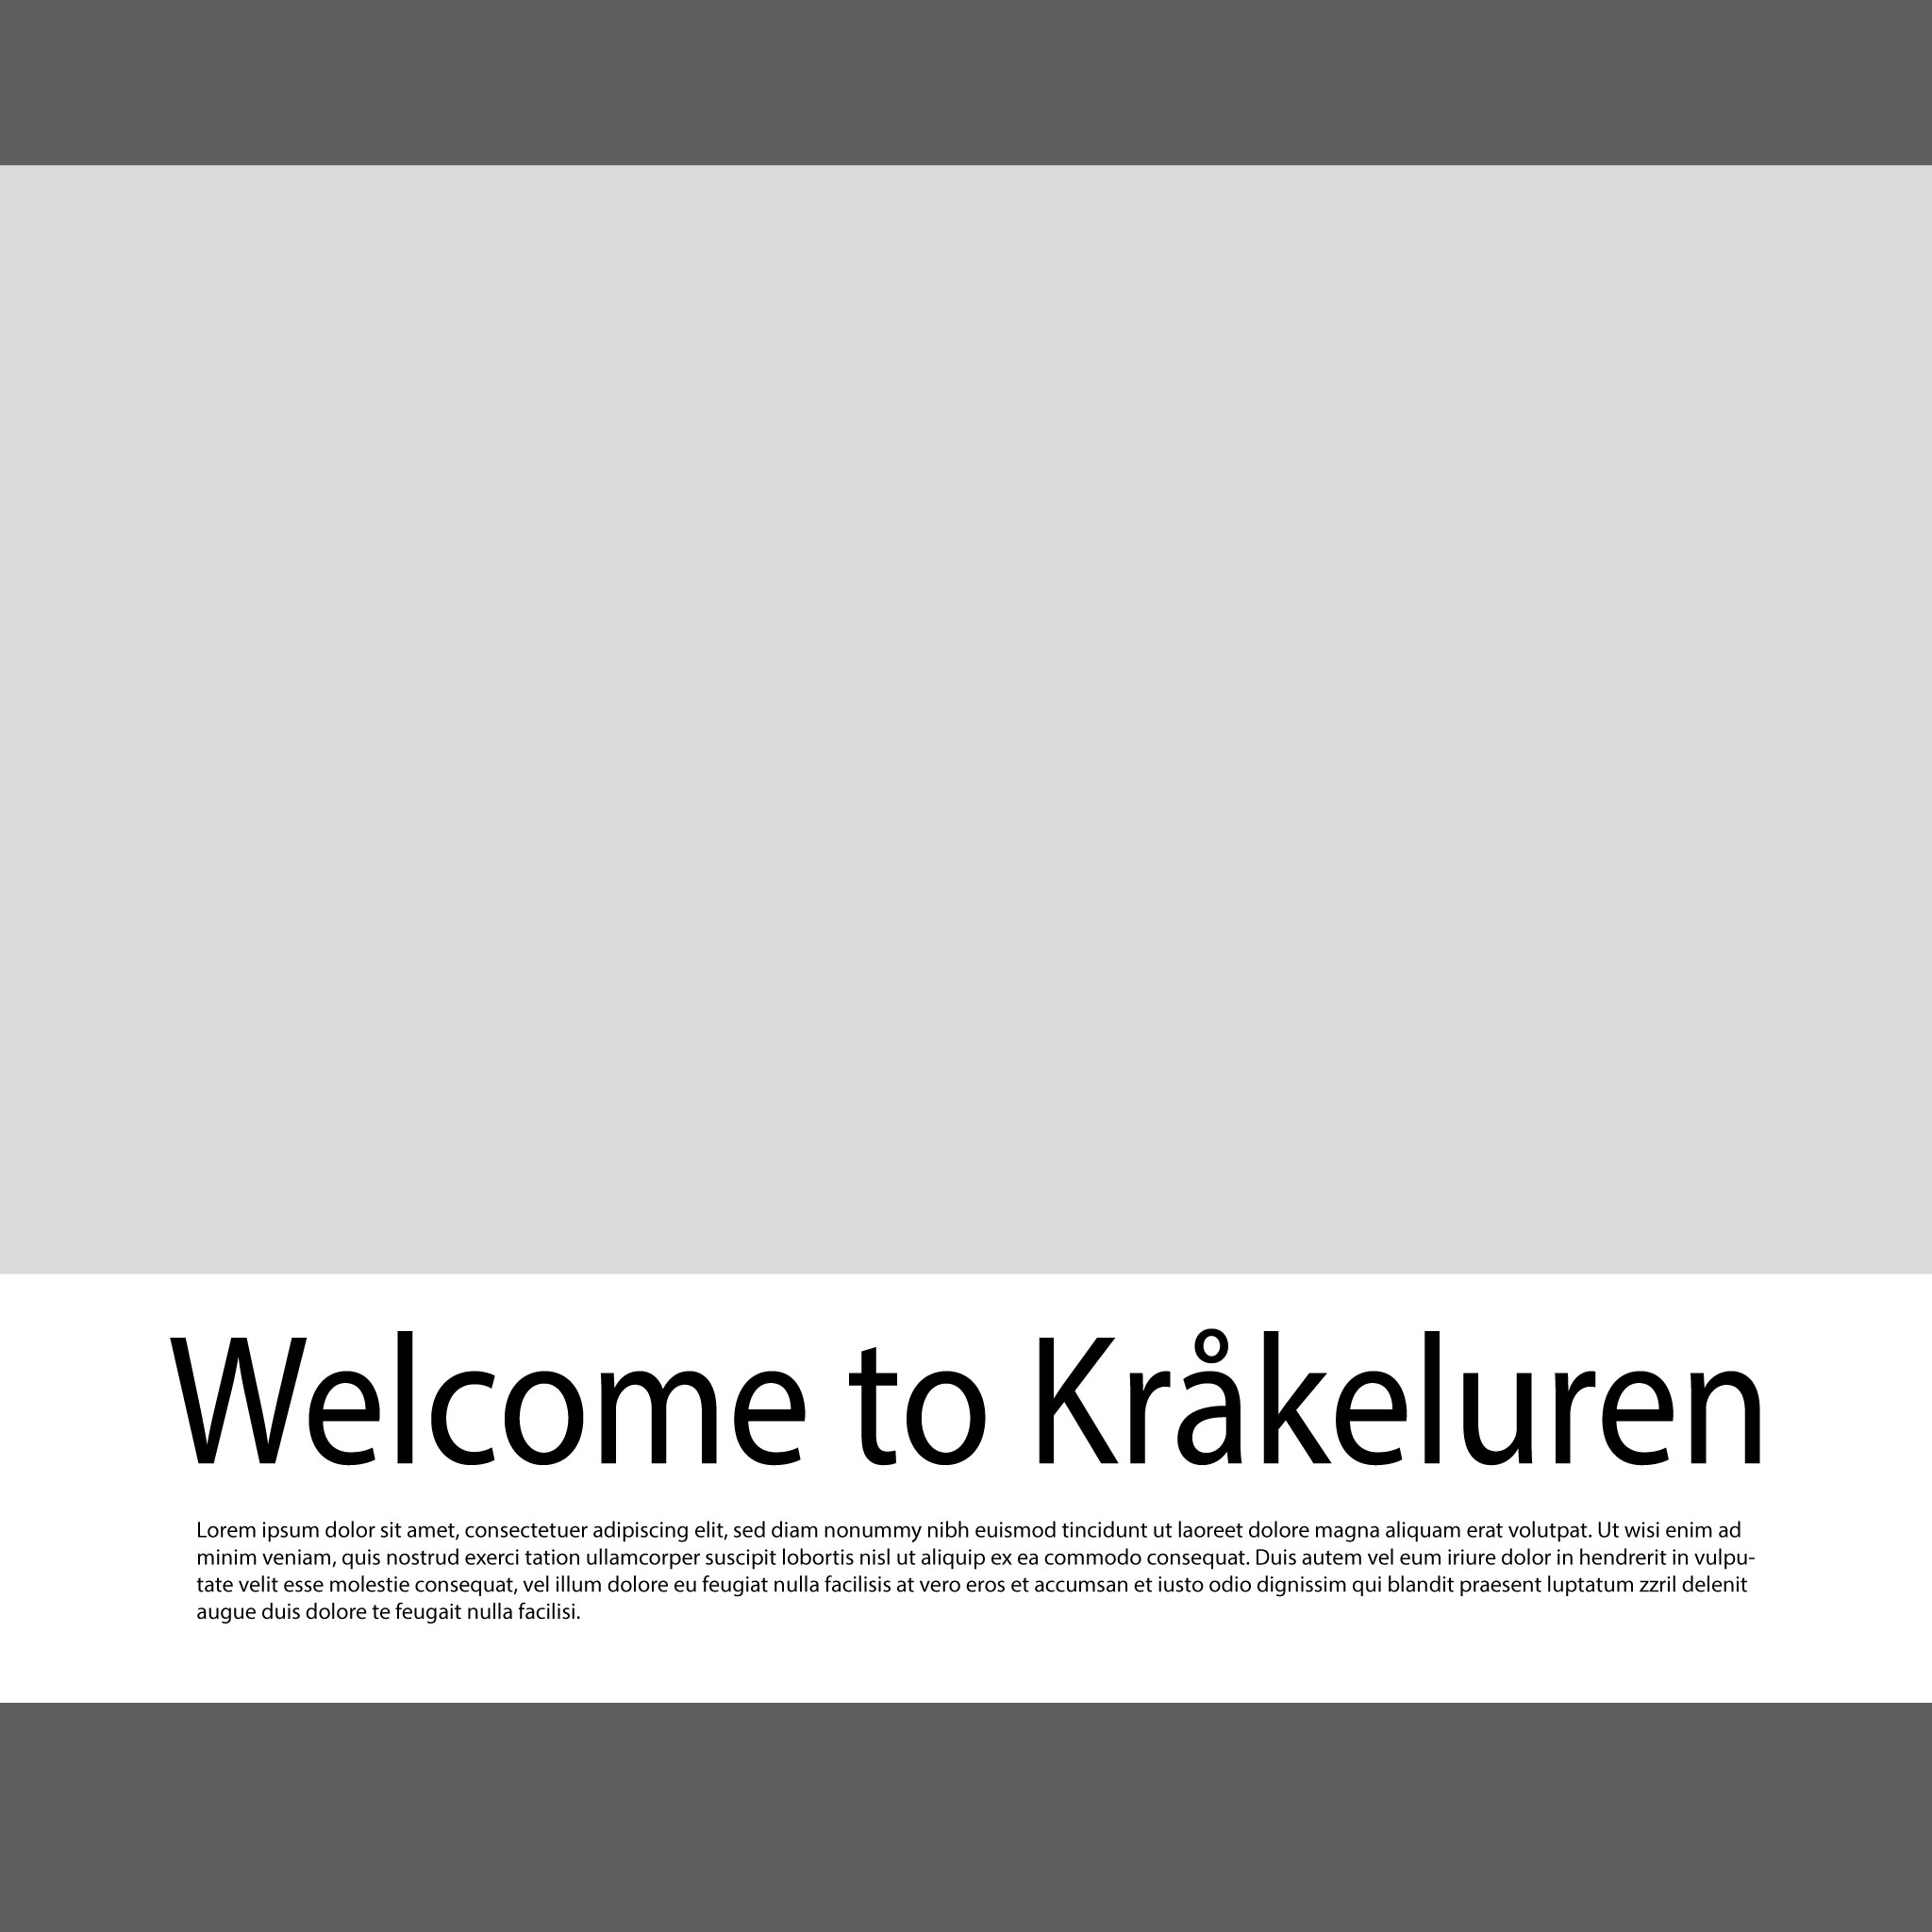 Welcome to Kråkeluren
Lorem ipsum dolor sit amet, consectetuer adipiscing elit, sed diam nonummy nibh euismod tincidunt ut laoreet dolore magna aliquam erat volutpat. Ut wisi enim ad
minim veniam, quis nostrud exerci tation ullamcorper suscipit lobortis nisl ut aliquip ex ea commodo consequat. Duis autem vel eum iriure dolor in hendrerit in vulpu-
tate velit esse molestie consequat, vel illum dolore eu feugiat nulla facilisis at vero eros et accumsan et iusto odio dignissim qui blandit praesent luptatum zzril delenit
augue duis dolore te feugait nulla facilisi.